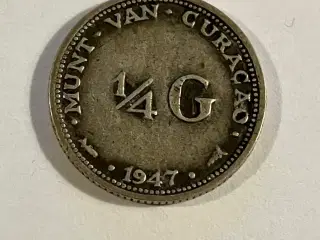 · MUNT · VAN · CURAÇAO ·
1/4 G
· 1947 ·